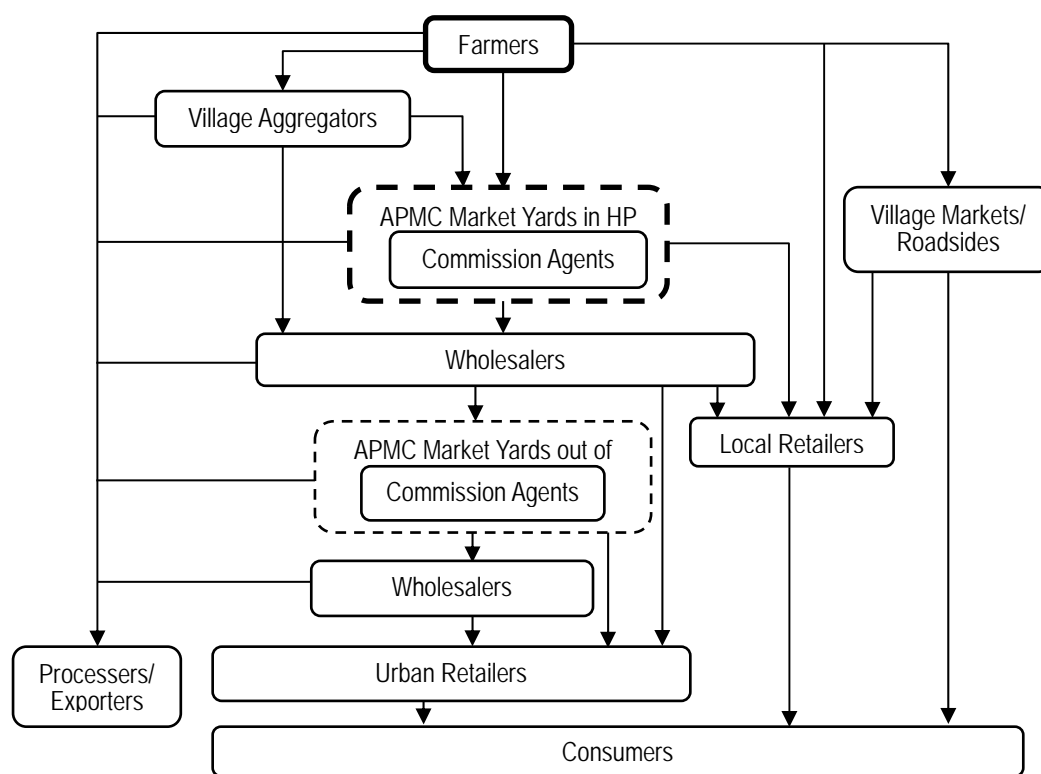 Farmers
Village Aggregators
APMC Market Yards in HP
Commission Agents
Village Markets/
Roadsides
Wholesalers
Local Retailers
APMC Market Yards out of
Commission Agents
Wholesalers
Processers/
Exporters
Urban Retailers
Consumers